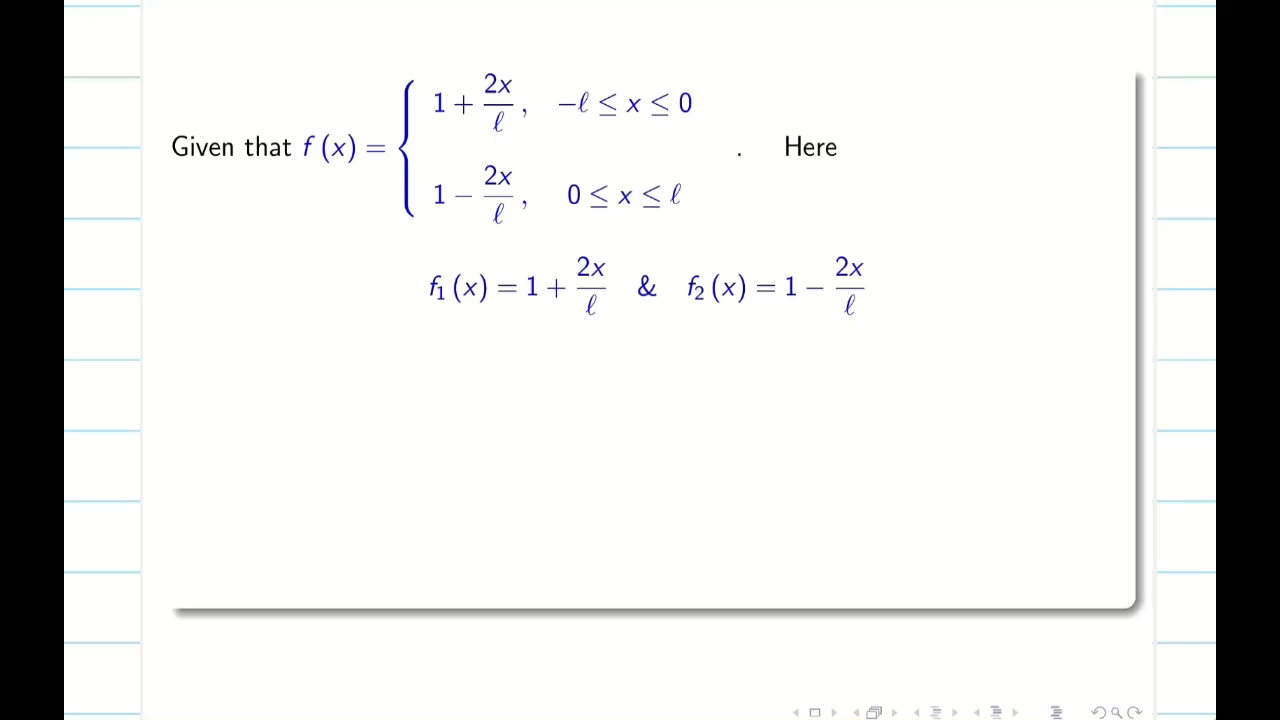 Given that f (x) = { 1 + 2x/ℓ , −ℓ ≤ x ≤ 0
1 − 2x/ℓ , 0 ≤ x ≤ ℓ . Here
f₁ (x) = 1 + 2x/ℓ & f₂ (x) = 1 − 2x/ℓ